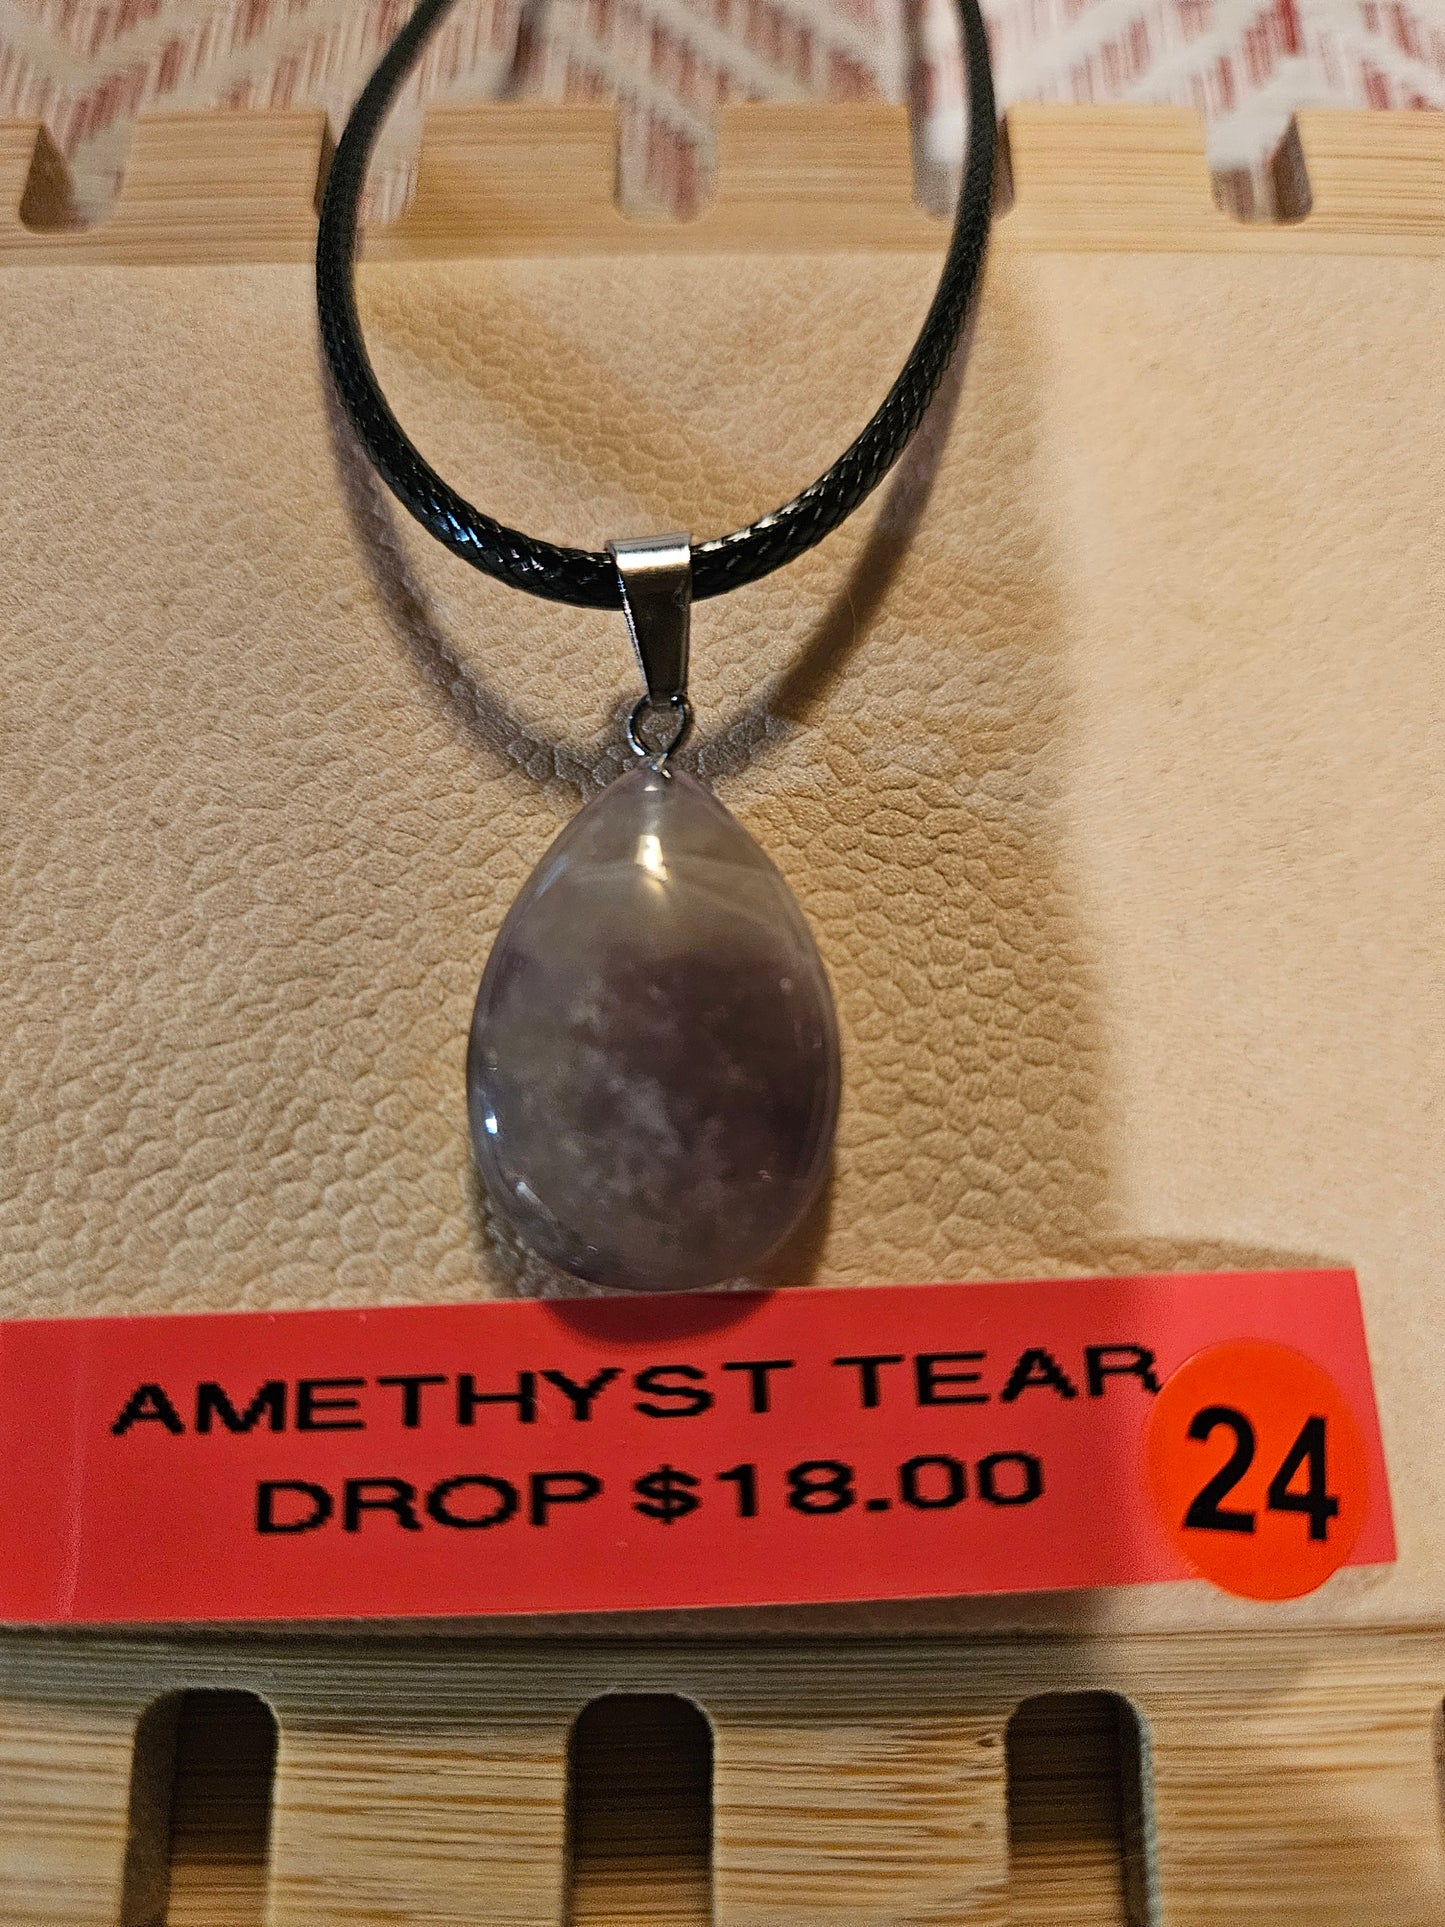 AMETHYST TEAR
DROP $18.00
24